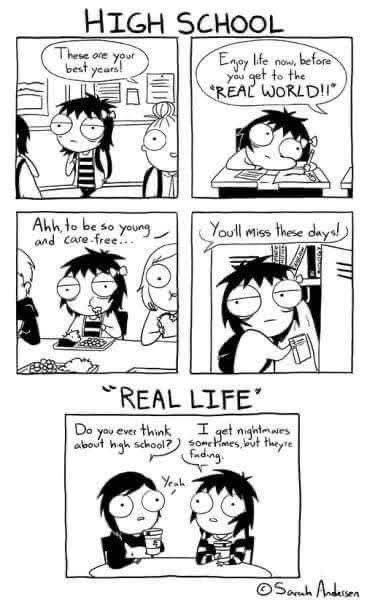 HIGH SCHOOL
These are your
best years!
Enjoy life now, before
you get to the
"REAL WORLD!!"
Ahh, to be so young
and care-free...
You'll miss these days!
"REAL LIFE"
Do you ever think
about high school?
Yeah
I get nightmares
sometimes, but they're
fading.
© Sarah Andersen